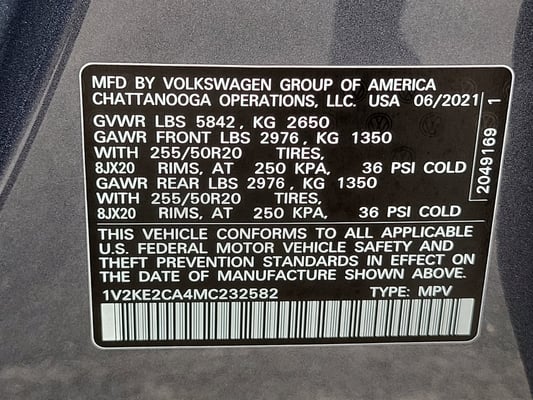 MFD BY VOLKSWAGEN GROUP OF AMERICA
CHATTANOOGA OPERATIONS, LLC. USA 06/2021
GVWR LBS 5842, KG 2650
GAWR FRONT LBS 2976, KG 1350
WITH 255/50R20 TIRES,
8JX20 RIMS, AT 250 KPA, 36 PSI COLD
GAWR REAR LBS 2976, KG 1350
WITH 255/50R20 TIRES,
8JX20 RIMS, AT 250 KPA, 36 PSI COLD
2049169 1
THIS VEHICLE CONFORMS TO ALL APPLICABLE
U.S. FEDERAL MOTOR VEHICLE SAFETY AND
THEFT PREVENTION STANDARDS IN EFFECT ON
THE DATE OF MANUFACTURE SHOWN ABOVE.
1V2KE2CA4MC232582 TYPE: MPV